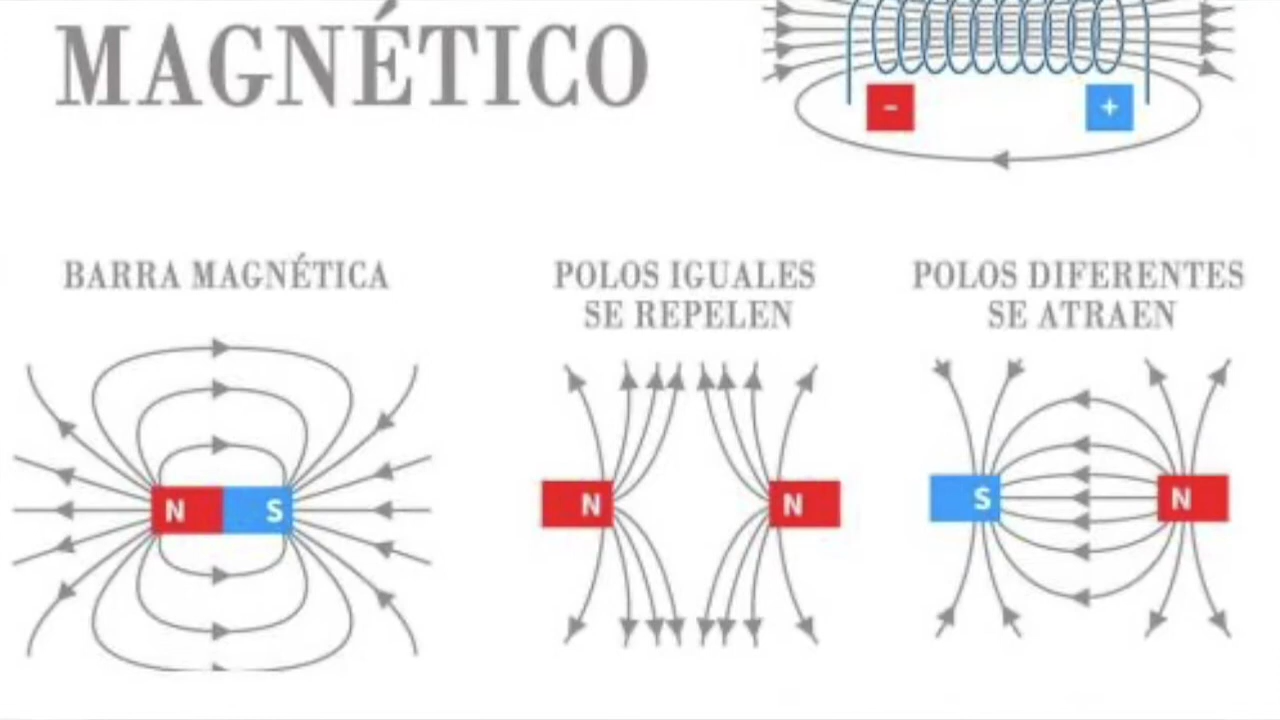 MAGNÉTICO
- +
BARRA MAGNÉTICA
POLOS IGUALES
SE REPELEN
POLOS DIFERENTES
SE ATRAEN
N S
N N
S N